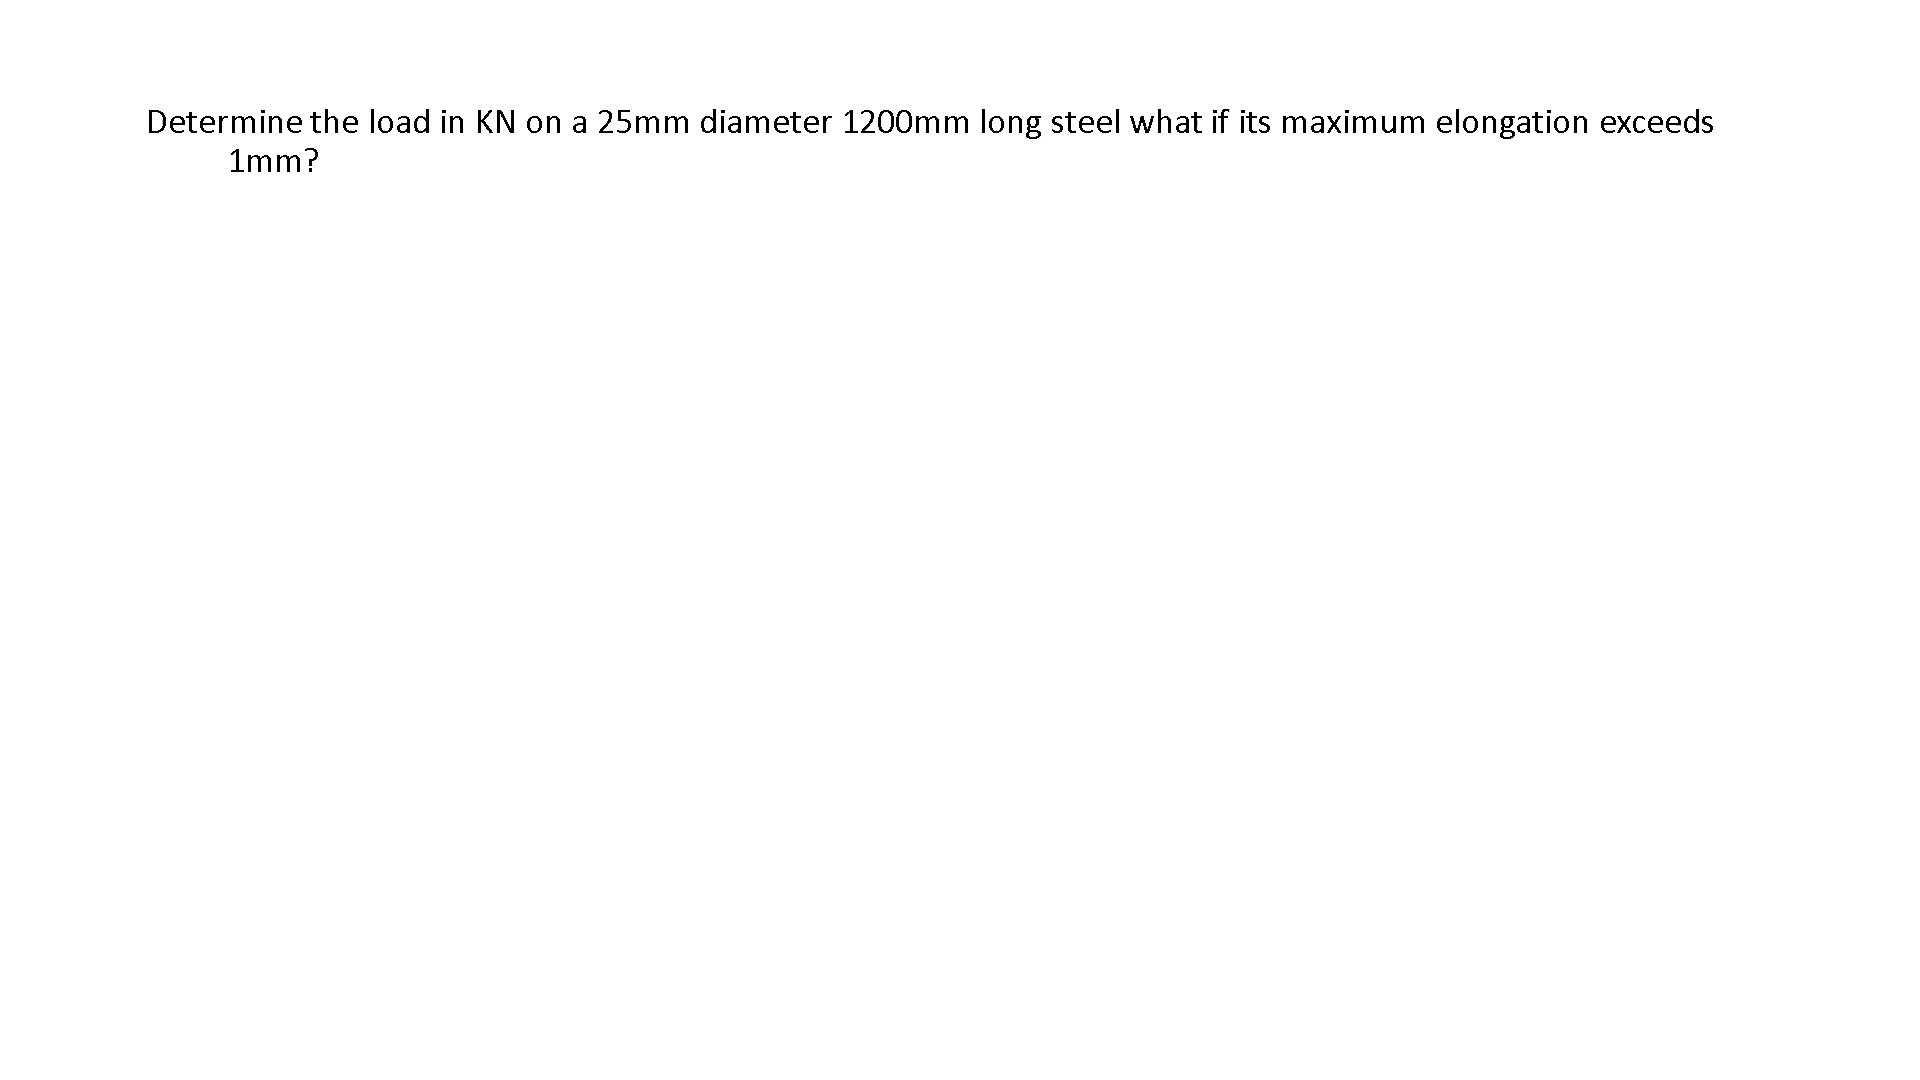 Determine the load in KN on a 25mm diameter 1200mm long steel what if its maximum elongation exceeds
1mm?